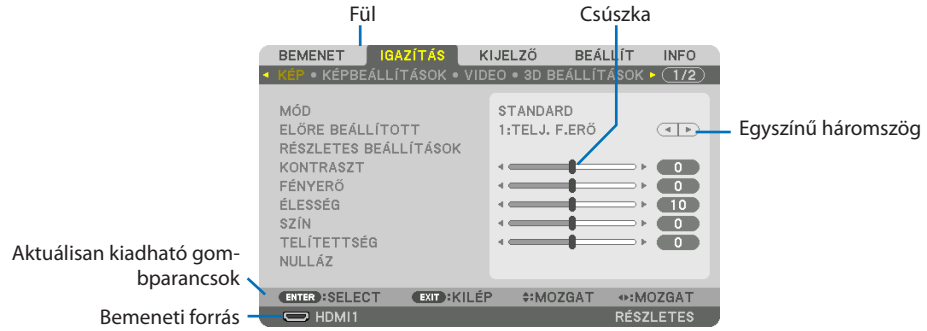 Fül
Csúszka
BEMENET IGAZÍTÁS KIJELZŐ BEÁLLÍT INFO
KÉP • KÉPBEÁLLÍTÁSOK • VIDEO • 3D BEÁLLÍTÁSOK 1/2
MÓD STANDARD
ELŐRE BEÁLLÍTOTT 1:TELJ. F.ERŐ
Egyszínű háromszög
RÉSZLETES BEÁLLÍTÁSOK
KONTRASZT 0
FÉNYERŐ 0
ÉLESSÉG 10
SZÍN 0
TELÍTETTSÉG 0
NULLÁZ
Aktuálisan kiadható gom-
bparancsok
ENTER :SELECT EXIT :KILÉP :MOZGAT :MOZGAT
Bemeneti forrás
HDMI1 RÉSZLETES